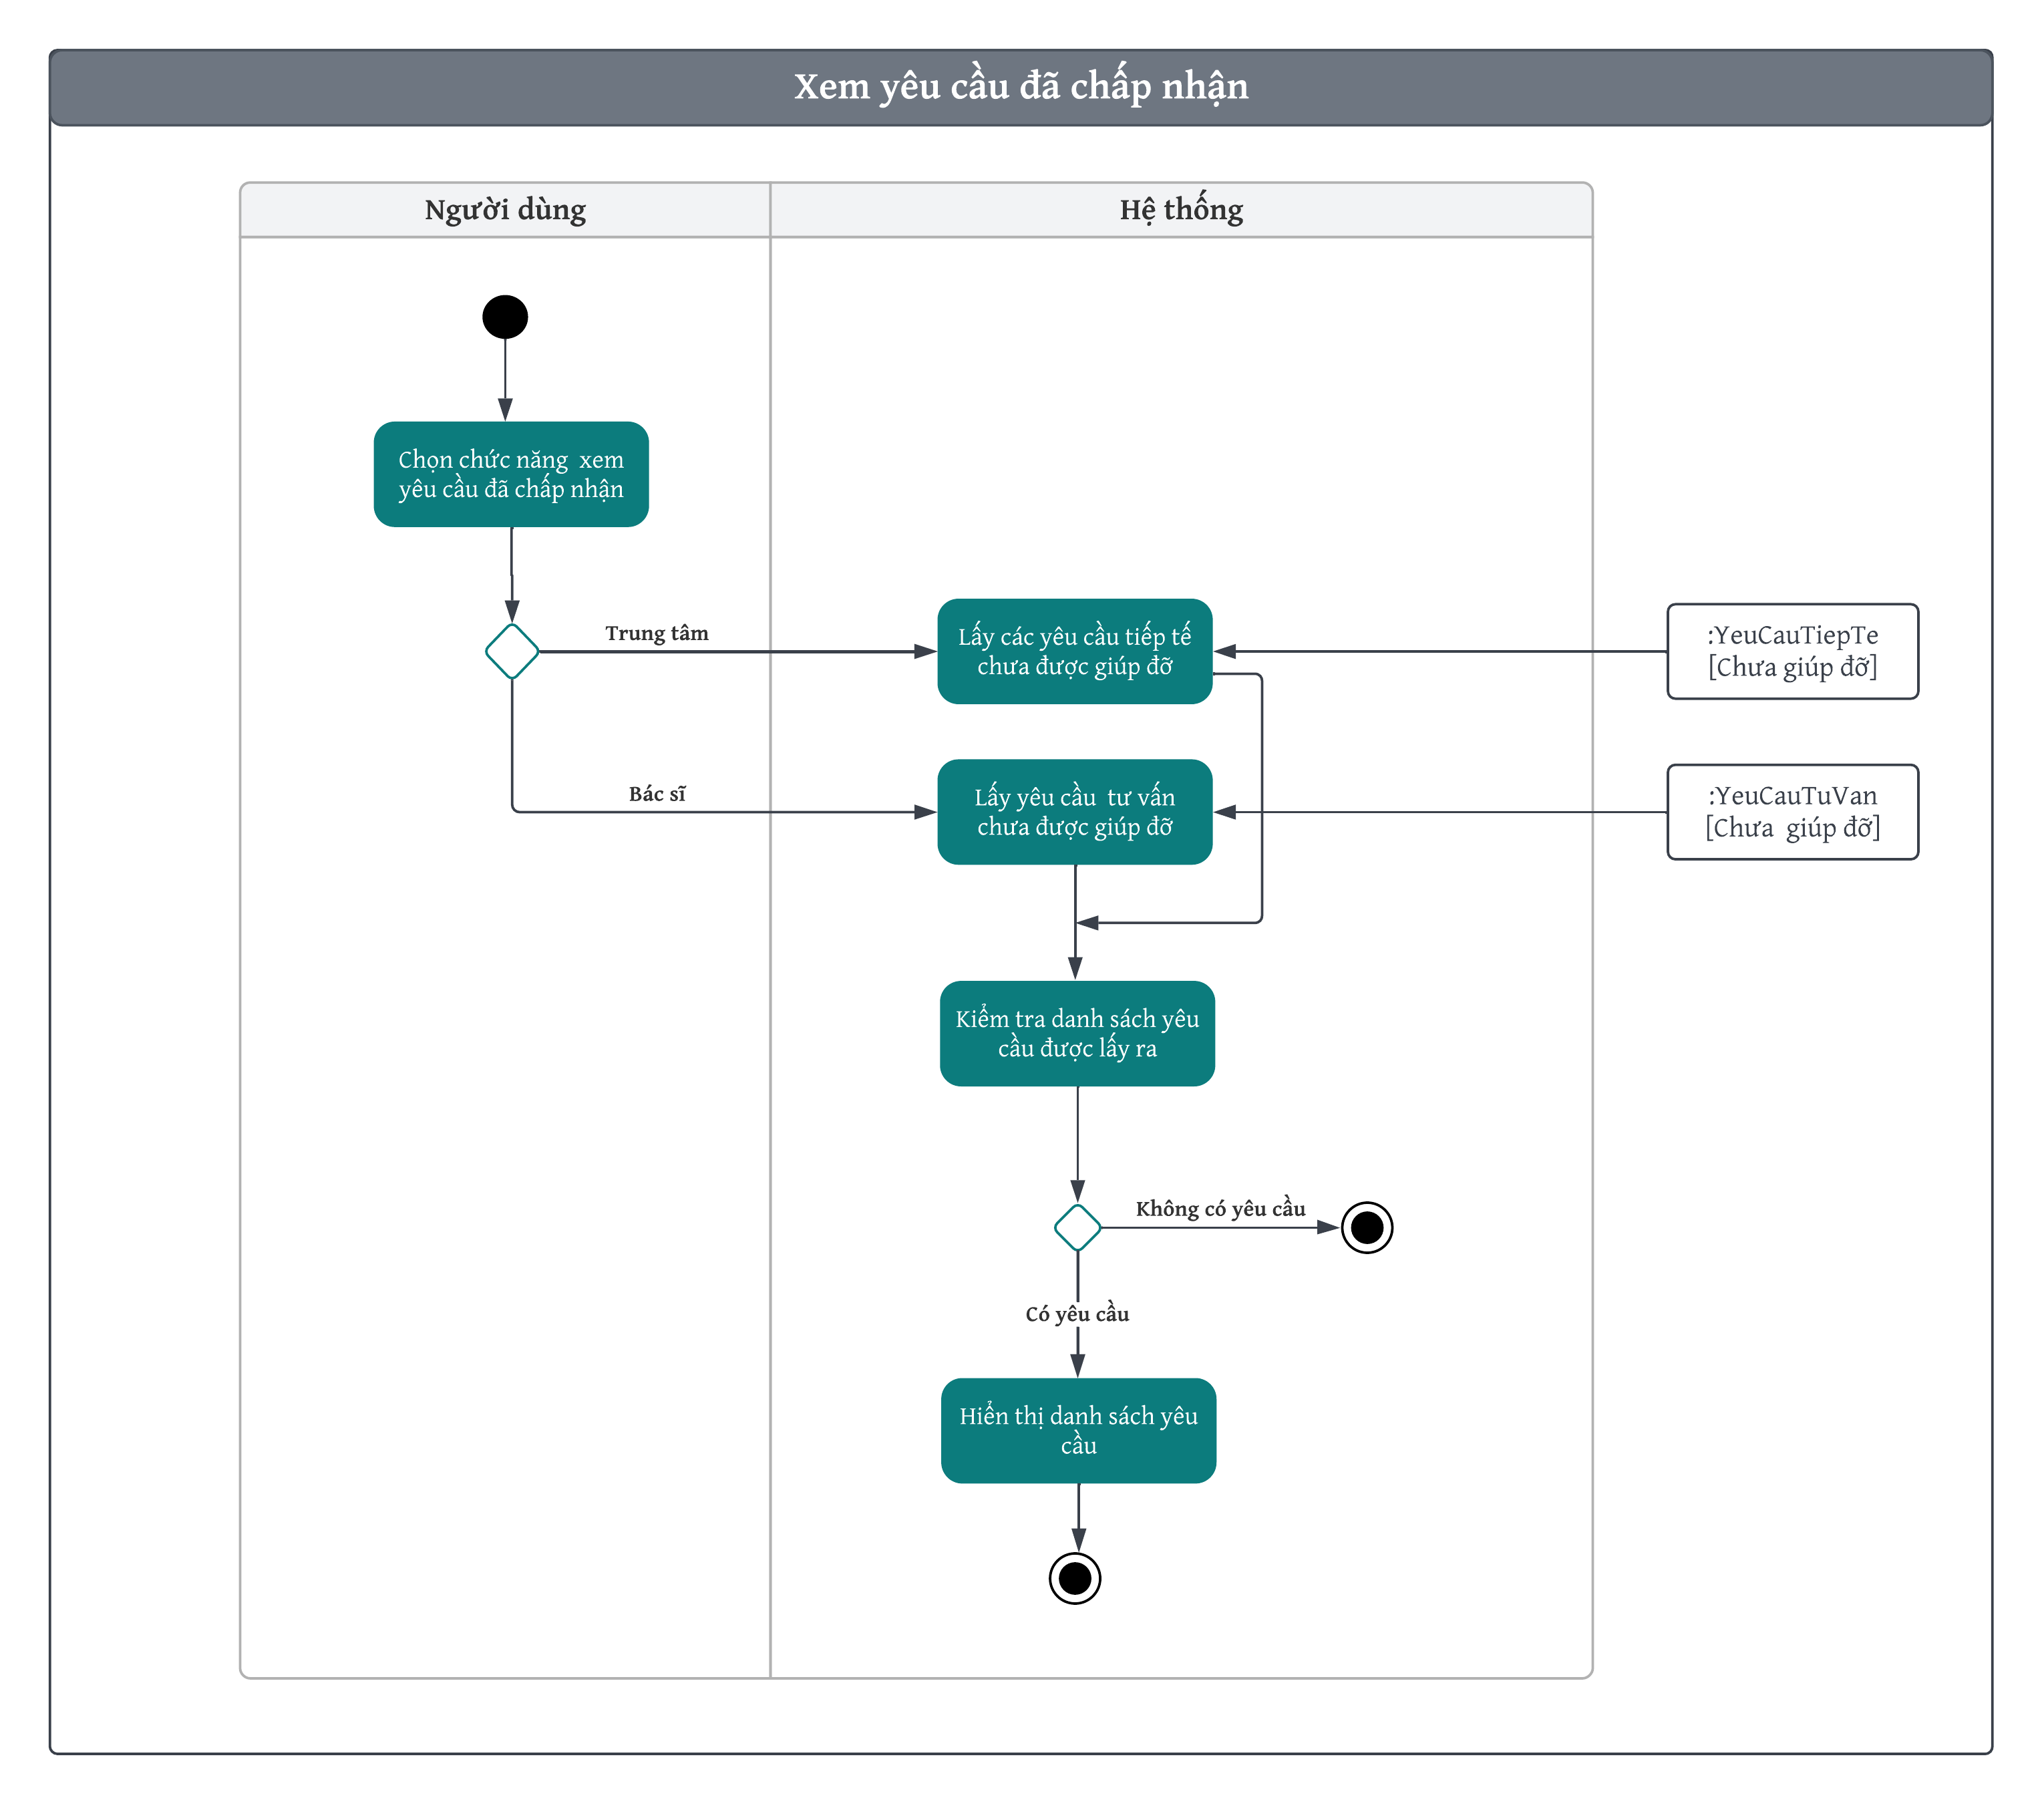 Xem yêu cầu đã chấp nhận
Người dùng
Hệ thống
Chọn chức năng  xem
yêu cầu đã chấp nhận
Trung tâm
Lấy các yêu cầu tiếp tế
chưa được giúp đỡ
:YeuCauTiepTe
[Chưa giúp đỡ]
Bác sĩ
Lấy yêu cầu  tư vấn
chưa được giúp đỡ
:YeuCauTuVan
[Chưa  giúp đỡ]
Kiểm tra danh sách yêu
cầu được lấy ra
Không có yêu cầu
Có yêu cầu
Hiển thị danh sách yêu
cầu